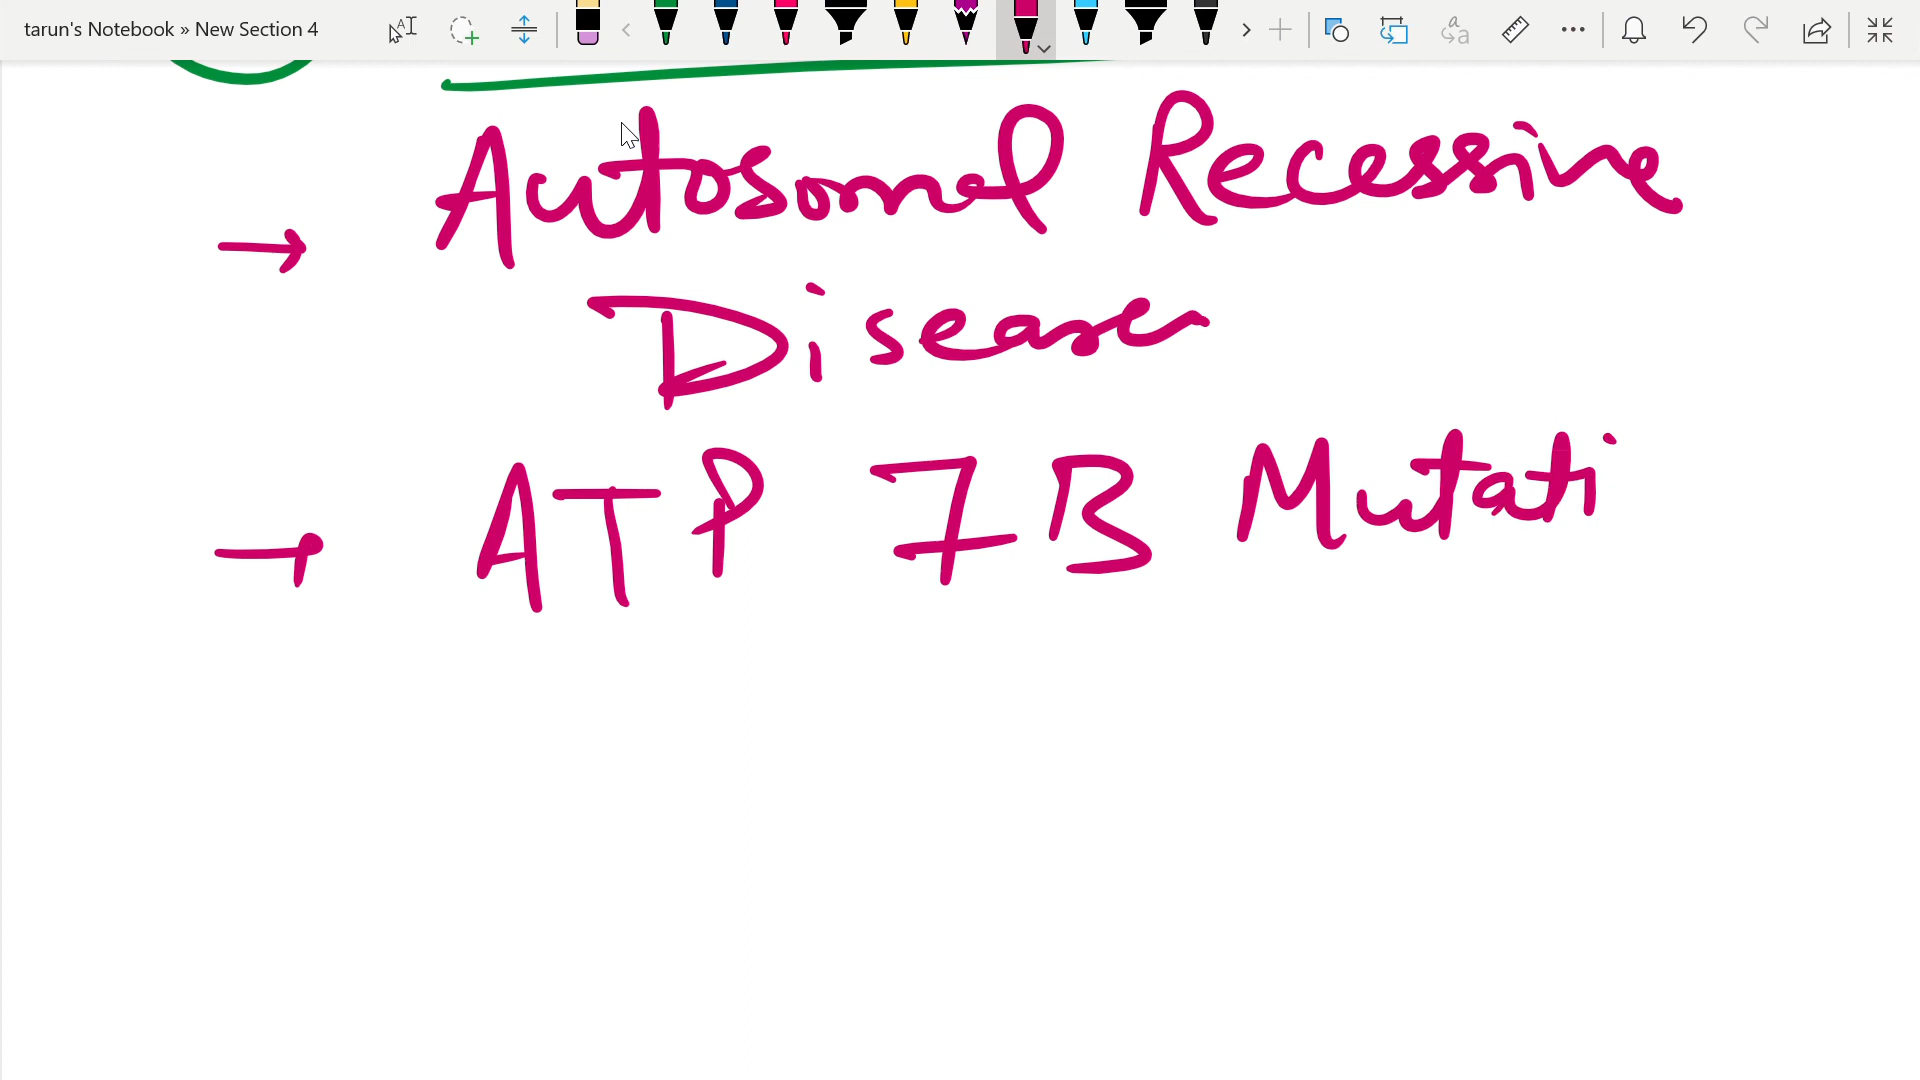 tarun's Notebook » New Section 4
→ Autosomal Recessive
Disease
→ ATP 7B Mutati